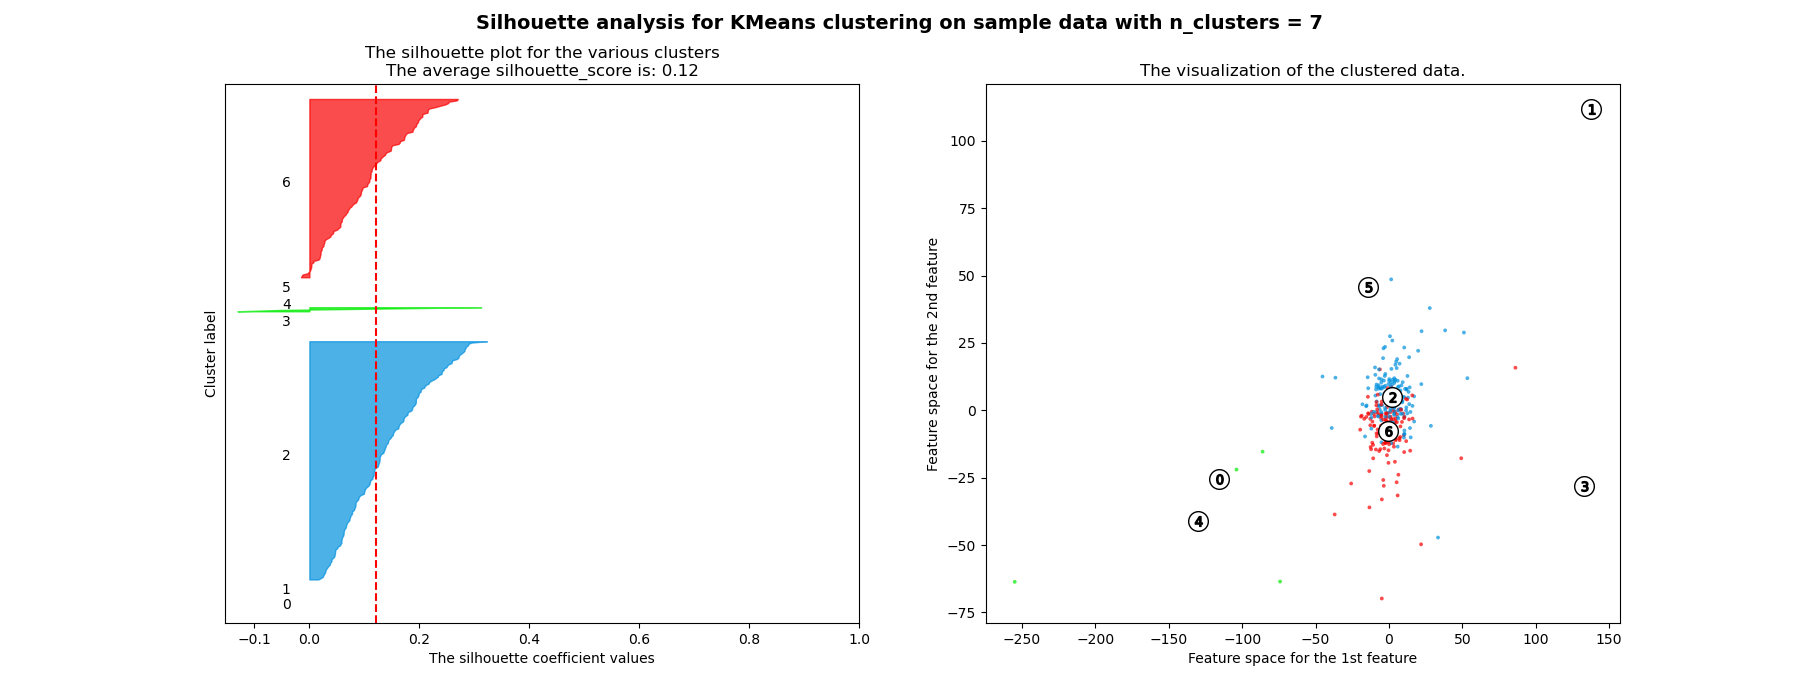 Silhouette analysis for KMeans clustering on sample data with n_clusters = 7
The silhouette plot for the various clusters
The average silhouette_score is: 0.12
6
5
4
3
2
1
0
Cluster label
−0.1 0.0 0.2 0.4 0.6 0.8 1.0
The silhouette coefficient values
The visualization of the clustered data.
100
75
50
25
0
−25
−50
−75
Feature space for the 2nd feature
1
5
2
6
0
3
4
−250 −200 −150 −100 −50 0 50 100 150
Feature space for the 1st feature